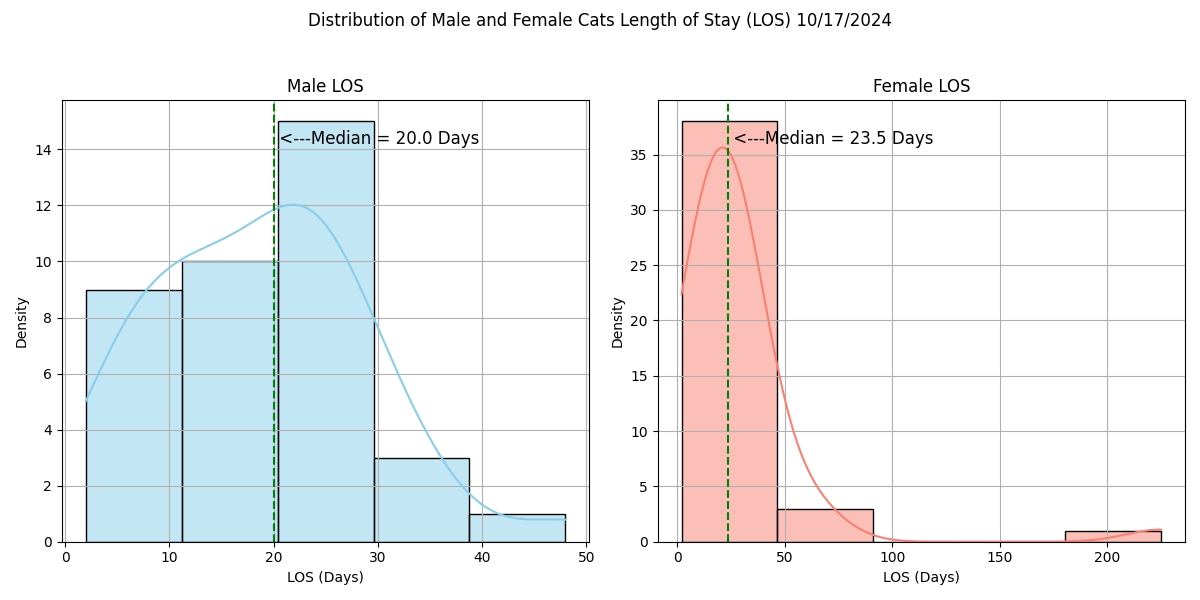 Distribution of Male and Female Cats Length of Stay (LOS) 10/17/2024
Male LOS
<---Median = 20.0 Days
Density
14
12
10
8
6
4
2
0
0 10 20 30 40 50
LOS (Days)
Female LOS
<---Median = 23.5 Days
Density
35
30
25
20
15
10
5
0
0 50 100 150 200
LOS (Days)